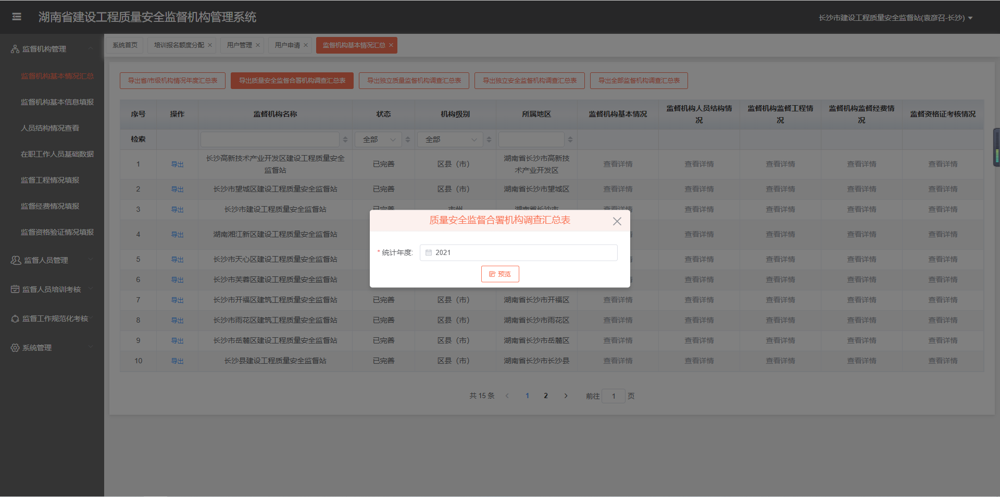 湖南省建设工程质量安全监督机构管理系统
长沙市建设工程质量安全监督站(袁彦召-长沙)
监督机构管理
监督机构基本情况汇总
监督机构基本信息填报
人员结构情况查看
在职工作人员基础数据
监督工程情况填报
监督经费情况填报
监督资格验证情况填报
监督人员管理
监督人员培训考核
监督工作规范化考核
系统管理
系统首页 培训报名额度分配 用户管理 用户申请 监督机构基本情况汇总
导出省/市级机构情况年度汇总表 导出质量安全监督合署机构调查汇总表 导出独立质量监督机构调查汇总表 导出独立安全监督机构调查汇总表 导出全部监督机构调查汇总表
序号 操作 监督机构名称 状态 机构级别 所属地区 监督机构基本情况 监督机构人员结构情况 监督机构监督工程情况 监督机构监督经费情况 监督资格证考核情况
检索 全部 全部
1 导出 长沙高新技术产业开发区建设工程质量安全监督站 已完善 区县（市） 湖南省长沙市高新技术产业开发区 查看详情 查看详情 查看详情 查看详情 查看详情
2 导出 长沙市望城区建设工程质量安全监督站 已完善 区县（市） 湖南省长沙市望城区 查看详情 查看详情 查看详情 查看详情 查看详情
3 导出 长沙市建设工程质量安全监督站 已完善 市州 湖南省长沙市 查看详情 查看详情 查看详情 查看详情 查看详情
4 导出 湖南湘江新区建设工程质量安全监督站 查看详情 查看详情 查看详情 查看详情
5 导出 长沙市天心区建设工程质量安全监督站 查看详情 查看详情 查看详情 查看详情
6 导出 长沙市芙蓉区建设工程质量安全监督站 查看详情 查看详情 查看详情 查看详情
7 导出 长沙市开福区建筑工程质量安全监督站 已完善 区县（市） 湖南省长沙市开福区 查看详情 查看详情 查看详情 查看详情 查看详情
8 导出 长沙市雨花区建筑工程质量安全监督站 已完善 区县（市） 湖南省长沙市雨花区 查看详情 查看详情 查看详情 查看详情 查看详情
9 导出 长沙市岳麓区建设工程质量安全监督站 已完善 区县（市） 湖南省长沙市岳麓区 查看详情 查看详情 查看详情 查看详情 查看详情
10 导出 长沙县建设工程质量安全监督站 已完善 区县（市） 湖南省长沙市长沙县 查看详情 查看详情 查看详情 查看详情 查看详情
共 15 条 1 2 前往 1 页
质量安全监督合署机构调查汇总表
* 统计年度: 2021
预览